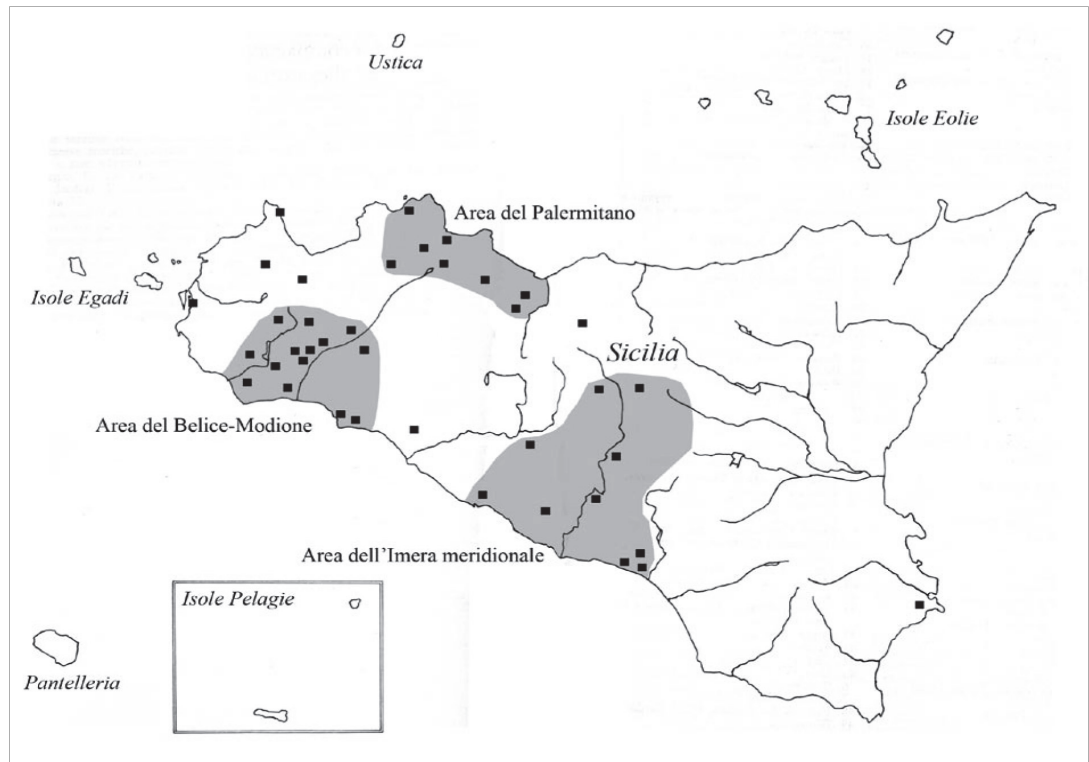 Ustica
Isole Eolie
Area del Palermitano
Isole Egadi
Sicilia
Area del Belice-Modione
Area dell'Imera meridionale
Isole Pelagie
Pantelleria